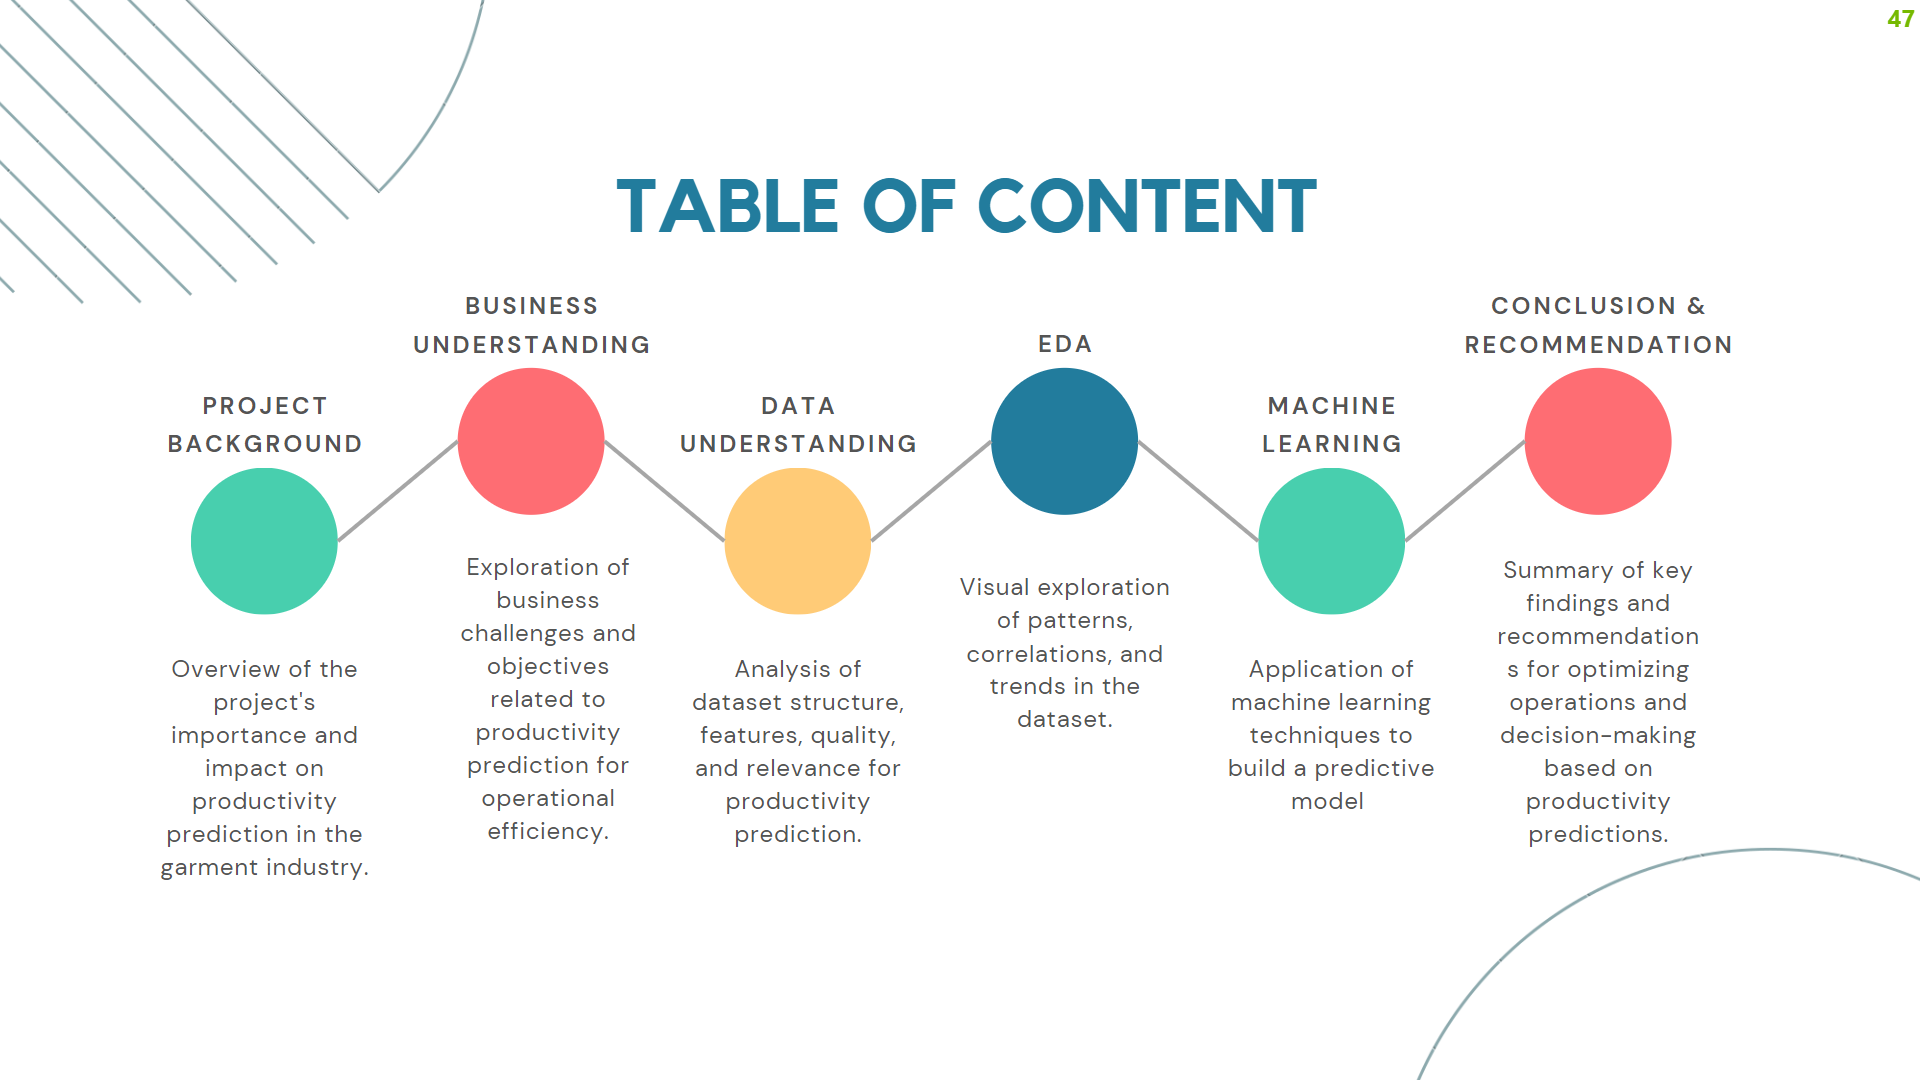 47
TABLE OF CONTENT
PROJECT
BACKGROUND
Overview of the
project's
importance and
impact on
productivity
prediction in the
garment industry.
BUSINESS
UNDERSTANDING
Exploration of
business
challenges and
objectives
related to
productivity
prediction for
operational
efficiency.
DATA
UNDERSTANDING
Analysis of
dataset structure,
features, quality,
and relevance for
productivity
prediction.
EDA
Visual exploration
of patterns,
correlations, and
trends in the
dataset.
MACHINE
LEARNING
Application of
machine learning
techniques to
build a predictive
model
CONCLUSION &
RECOMMENDATION
Summary of key
findings and
recommendation
s for optimizing
operations and
decision-making
based on
productivity
predictions.